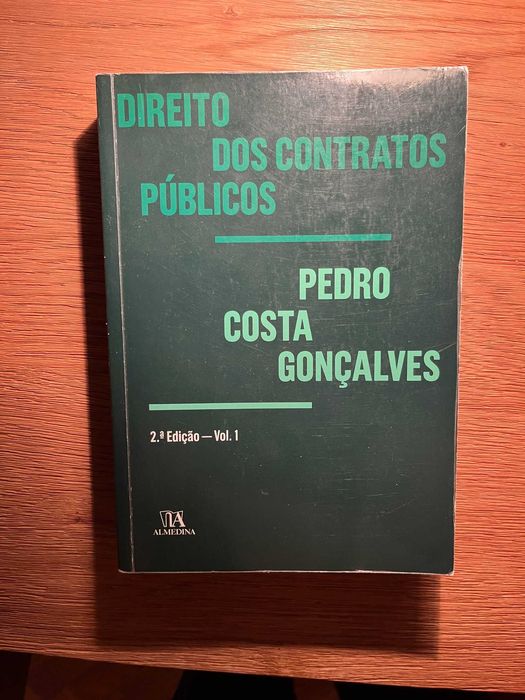 DIREITO
DOS CONTRATOS
PÚBLICOS
PEDRO
COSTA
GONÇALVES
2.ª Edição — Vol. 1
ALMEDINA